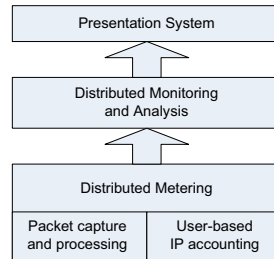 Presentation System
Distributed Monitoring
and Analysis
Distributed Metering
Packet capture
and processing
User-based
IP accounting